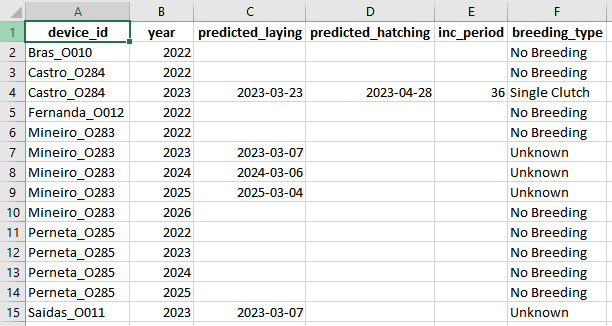 A B C D E F
1 device_id year predicted_laying predicted_hatching inc_period breeding_type
2 Bras_O010 2022 No Breeding
3 Castro_O284 2022 No Breeding
4 Castro_O284 2023 2023-03-23 2023-04-28 36 Single Clutch
5 Fernanda_O012 2022 No Breeding
6 Mineiro_O283 2022 No Breeding
7 Mineiro_O283 2023 2023-03-07 Unknown
8 Mineiro_O283 2024 2024-03-06 Unknown
9 Mineiro_O283 2025 2025-03-04 Unknown
10 Mineiro_O283 2026 No Breeding
11 Perneta_O285 2022 No Breeding
12 Perneta_O285 2023 No Breeding
13 Perneta_O285 2024 No Breeding
14 Perneta_O285 2025 No Breeding
15 Saidas_O011 2023 2023-03-07 Unknown